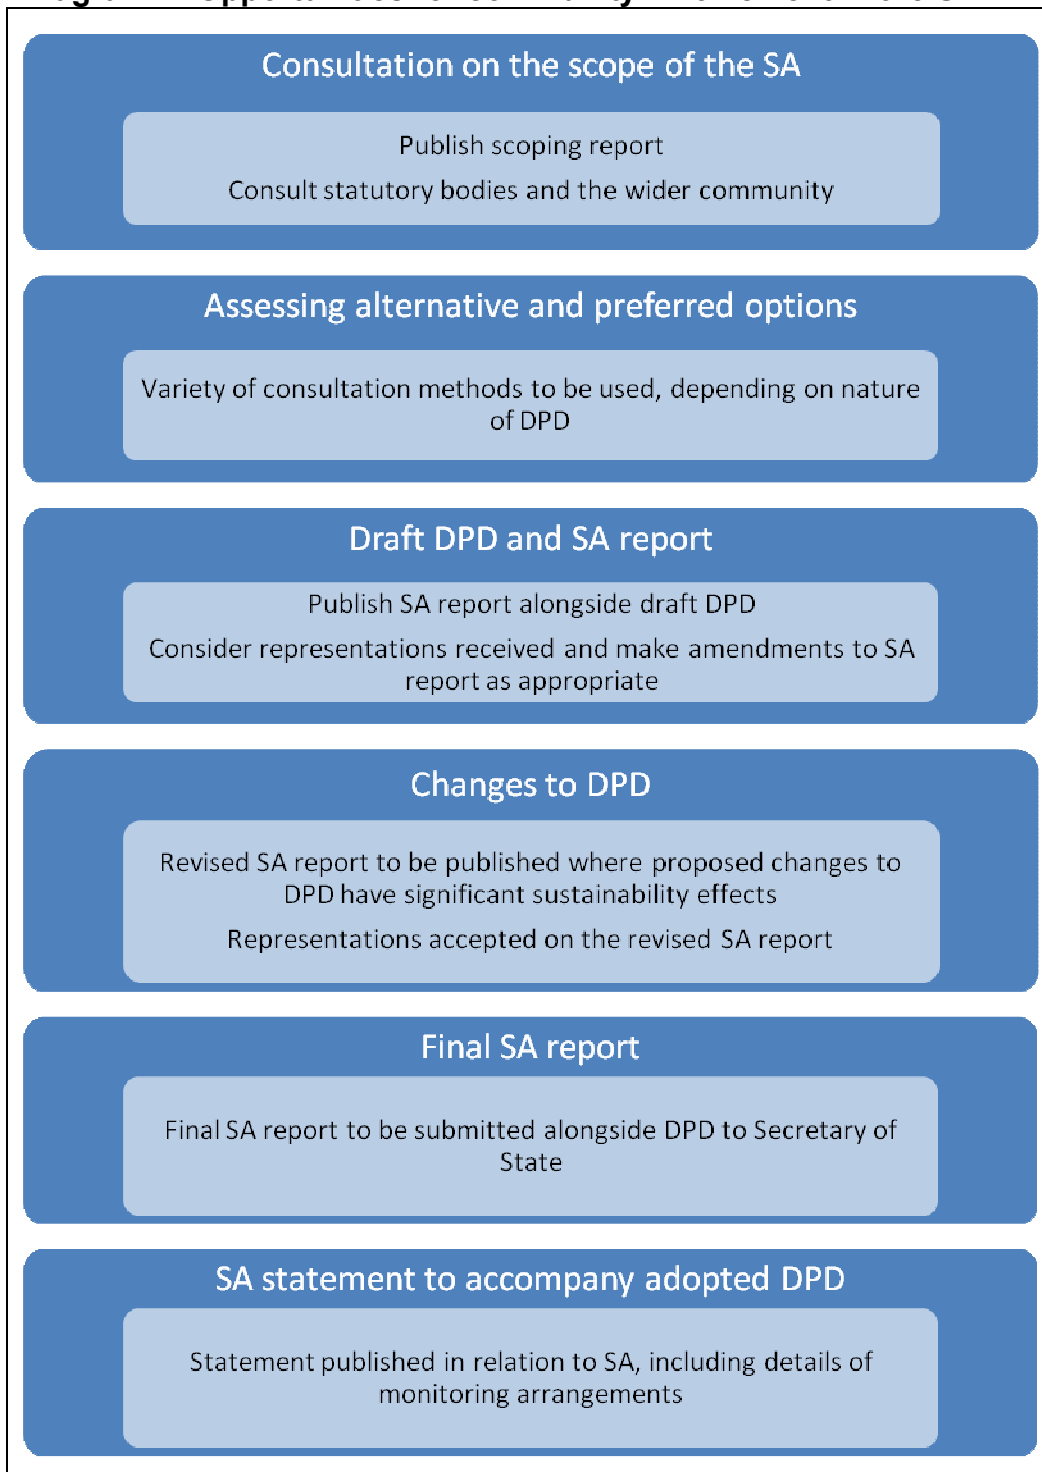 Consultation on the scope of the SA
Publish scoping report
Consult statutory bodies and the wider community
Assessing alternative and preferred options
Variety of consultation methods to be used, depending on nature
of DPD
Draft DPD and SA report
Publish SA report alongside draft DPD
Consider representations received and make amendments to SA
report as appropriate
Changes to DPD
Revised SA report to be published where proposed changes to
DPD have significant sustainability effects
Representations accepted on the revised SA report
Final SA report
Final SA report to be submitted alongside DPD to Secretary of
State
SA statement to accompany adopted DPD
Statement published in relation to SA, including details of
monitoring arrangements